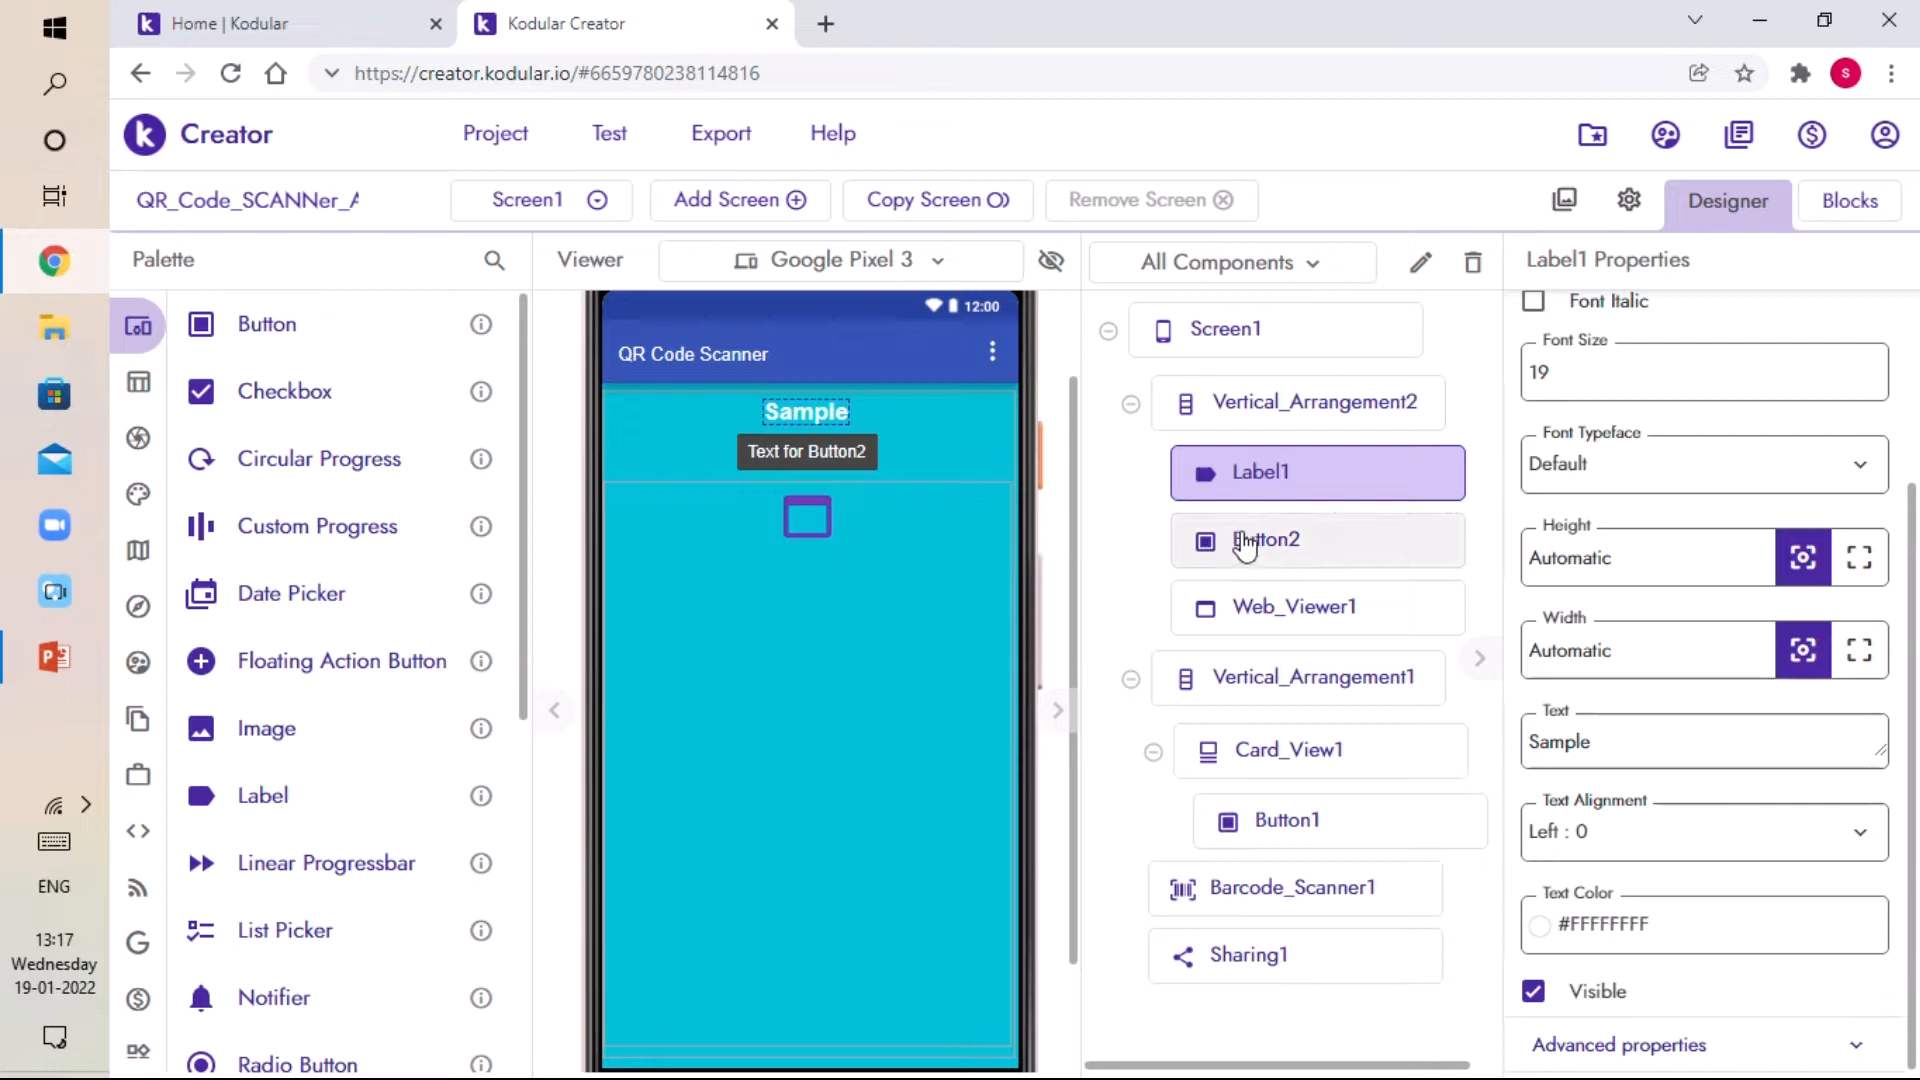 Home | Kodular
Kodular Creator
https://creator.kodular.io/#6659780238114816
S
Creator
Project
Test
Export
Help
QR_Code_SCANNer_A
Screen1
Add Screen
Copy Screen
Remove Screen
Designer
Blocks
Palette
Viewer
Google Pixel 3
All Components
Label1 Properties
Button
Checkbox
Circular Progress
Custom Progress
Date Picker
Floating Action Button
Image
Label
Linear Progressbar
List Picker
Notifier
Radio Button
12:00
QR Code Scanner
Sample
Text for Button2
Screen1
Vertical_Arrangement2
Label1
Button2
Web_Viewer1
Vertical_Arrangement1
Card_View1
Button1
Barcode_Scanner1
Sharing1
Font Italic
Font Size
19
Font Typeface
Default
Height
Automatic
Width
Automatic
Text
Sample
Text Alignment
Left : 0
Text Color
#FFFFFFFF
Visible
Advanced properties
ENG
13:17
Wednesday
19-01-2022